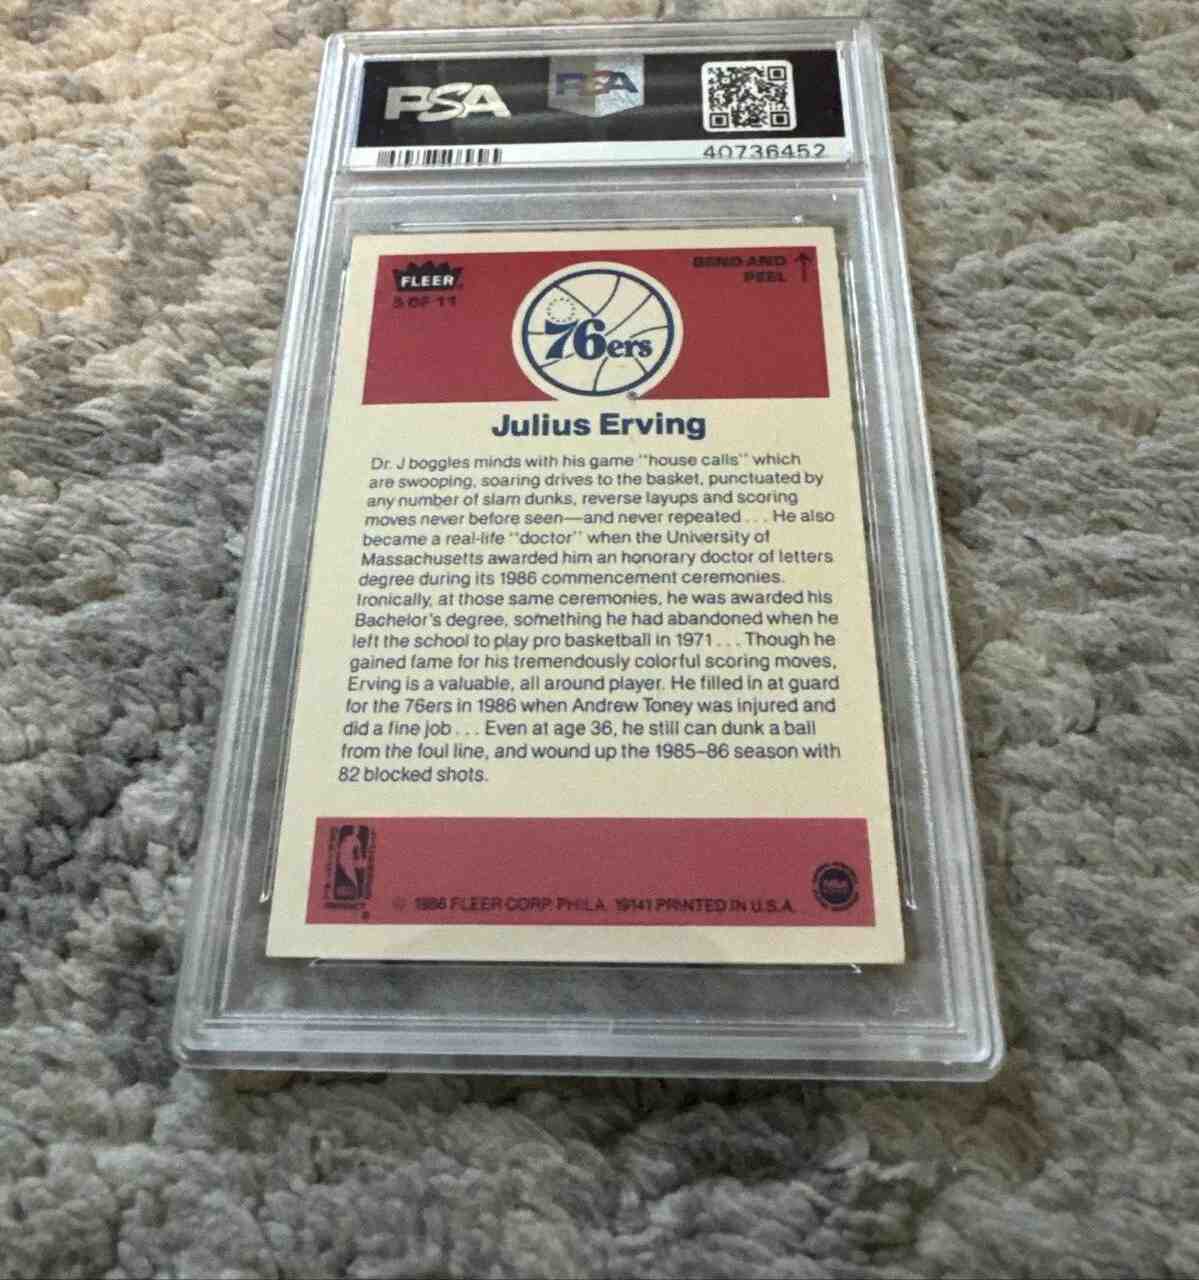 PSA
PSA
40736452
FLEER
5 OF 11
BEND AND
PEEL
76ers
Julius Erving
Dr. J boggles minds with his game "house calls" which
are swooping, soaring drives to the basket, punctuated by
any number of slam dunks, reverse layups and scoring
moves never before seen—and never repeated . . . He also
became a real-life "doctor" when the University of
Massachusetts awarded him an honorary doctor of letters
degree during its 1986 commencement ceremonies.
Ironically, at those same ceremonies, he was awarded his
Bachelor's degree, something he had abandoned when he
left the school to play pro basketball in 1971 . . . Though he
gained fame for his tremendously colorful scoring moves,
Erving is a valuable, all around player. He filled in at guard
for the 76ers in 1986 when Andrew Toney was injured and
did a fine job . . . Even at age 36, he still can dunk a ball
from the foul line, and wound up the 1985–86 season with
82 blocked shots.
© 1986 FLEER CORP. PHILA. 19141 PRINTED IN U.S.A.